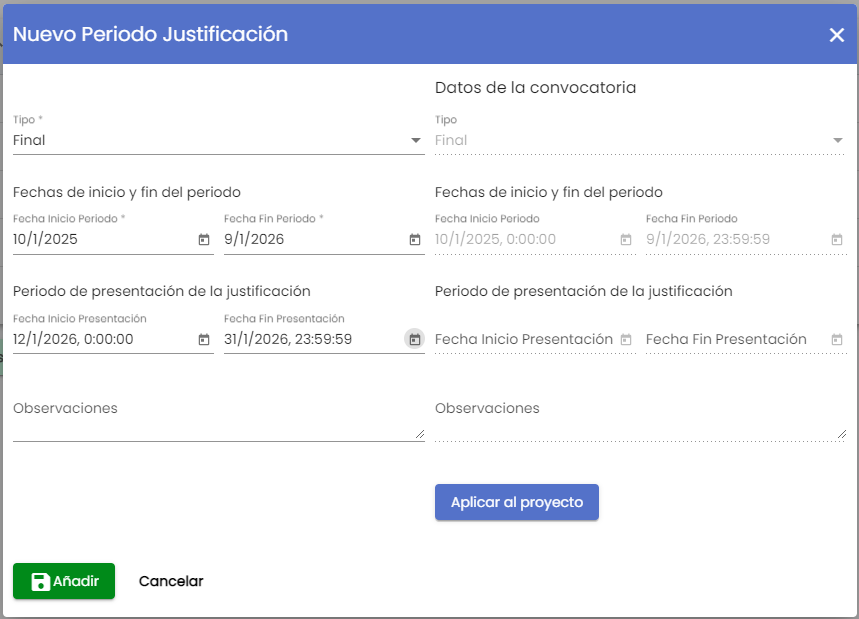 Nuevo Periodo Justificación
Datos de la convocatoria
Tipo *
Final
Tipo
Final
Fechas de inicio y fin del periodo
Fechas de inicio y fin del periodo
Fecha Inicio Periodo *
10/1/2025
Fecha Fin Periodo *
9/1/2026
Fecha Inicio Periodo
10/1/2025, 0:00:00
Fecha Fin Periodo
9/1/2026, 23:59:59
Periodo de presentación de la justificación
Periodo de presentación de la justificación
Fecha Inicio Presentación
12/1/2026, 0:00:00
Fecha Fin Presentación
31/1/2026, 23:59:59
Fecha Inicio Presentación
Fecha Fin Presentación
Observaciones
Observaciones
Aplicar al proyecto
Añadir
Cancelar